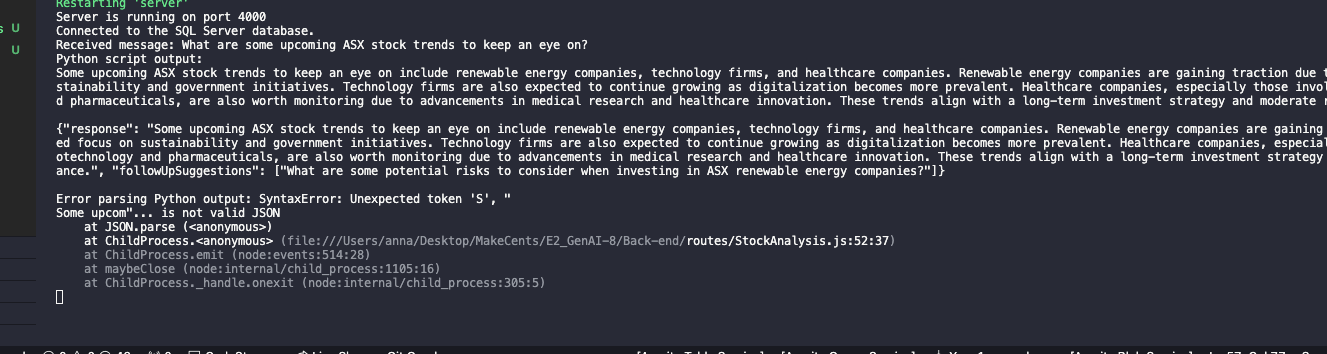 Restarting 'server'
Server is running on port 4000
Connected to the SQL Server database.
Received message: What are some upcoming ASX stock trends to keep an eye on?
Python script output:
Some upcoming ASX stock trends to keep an eye on include renewable energy companies, technology firms, and healthcare companies. Renewable energy companies are gaining traction due
stainability and government initiatives. Technology firms are also expected to continue growing as digitalization becomes more prevalent. Healthcare companies, especially those
d pharmaceuticals, are also worth monitoring due to advancements in medical research and healthcare innovation. These trends align with a long-term investment strategy and moderate
{"response": "Some upcoming ASX stock trends to keep an eye on include renewable energy companies, technology firms, and healthcare companies. Renewable energy companies are gaining
ed focus on sustainability and government initiatives. Technology firms are also expected to continue growing as digitalization becomes more prevalent. Healthcare companies,
otechnology and pharmaceuticals, are also worth monitoring due to advancements in medical research and healthcare innovation. These trends align with a long-term investment strategy
ance.", "followUpSuggestions": ["What are some potential risks to consider when investing in ASX renewable energy companies?"]}
Error parsing Python output: SyntaxError: Unexpected token 'S', "
Some upcom"... is not valid JSON
at JSON.parse (<anonymous>)
s U
at ChildProcess.<anonymous> (file:///Users/anna/Desktop/MakeCents/E2_GenAI-8/Back-end/routes/StockAnalysis.js:52:37)
U
at ChildProcess.emit (node:events:514:28)
at maybeClose (node:internal/child_process:1105:16)
at ChildProcess._handle.onexit (node:internal/child_process:305:5)